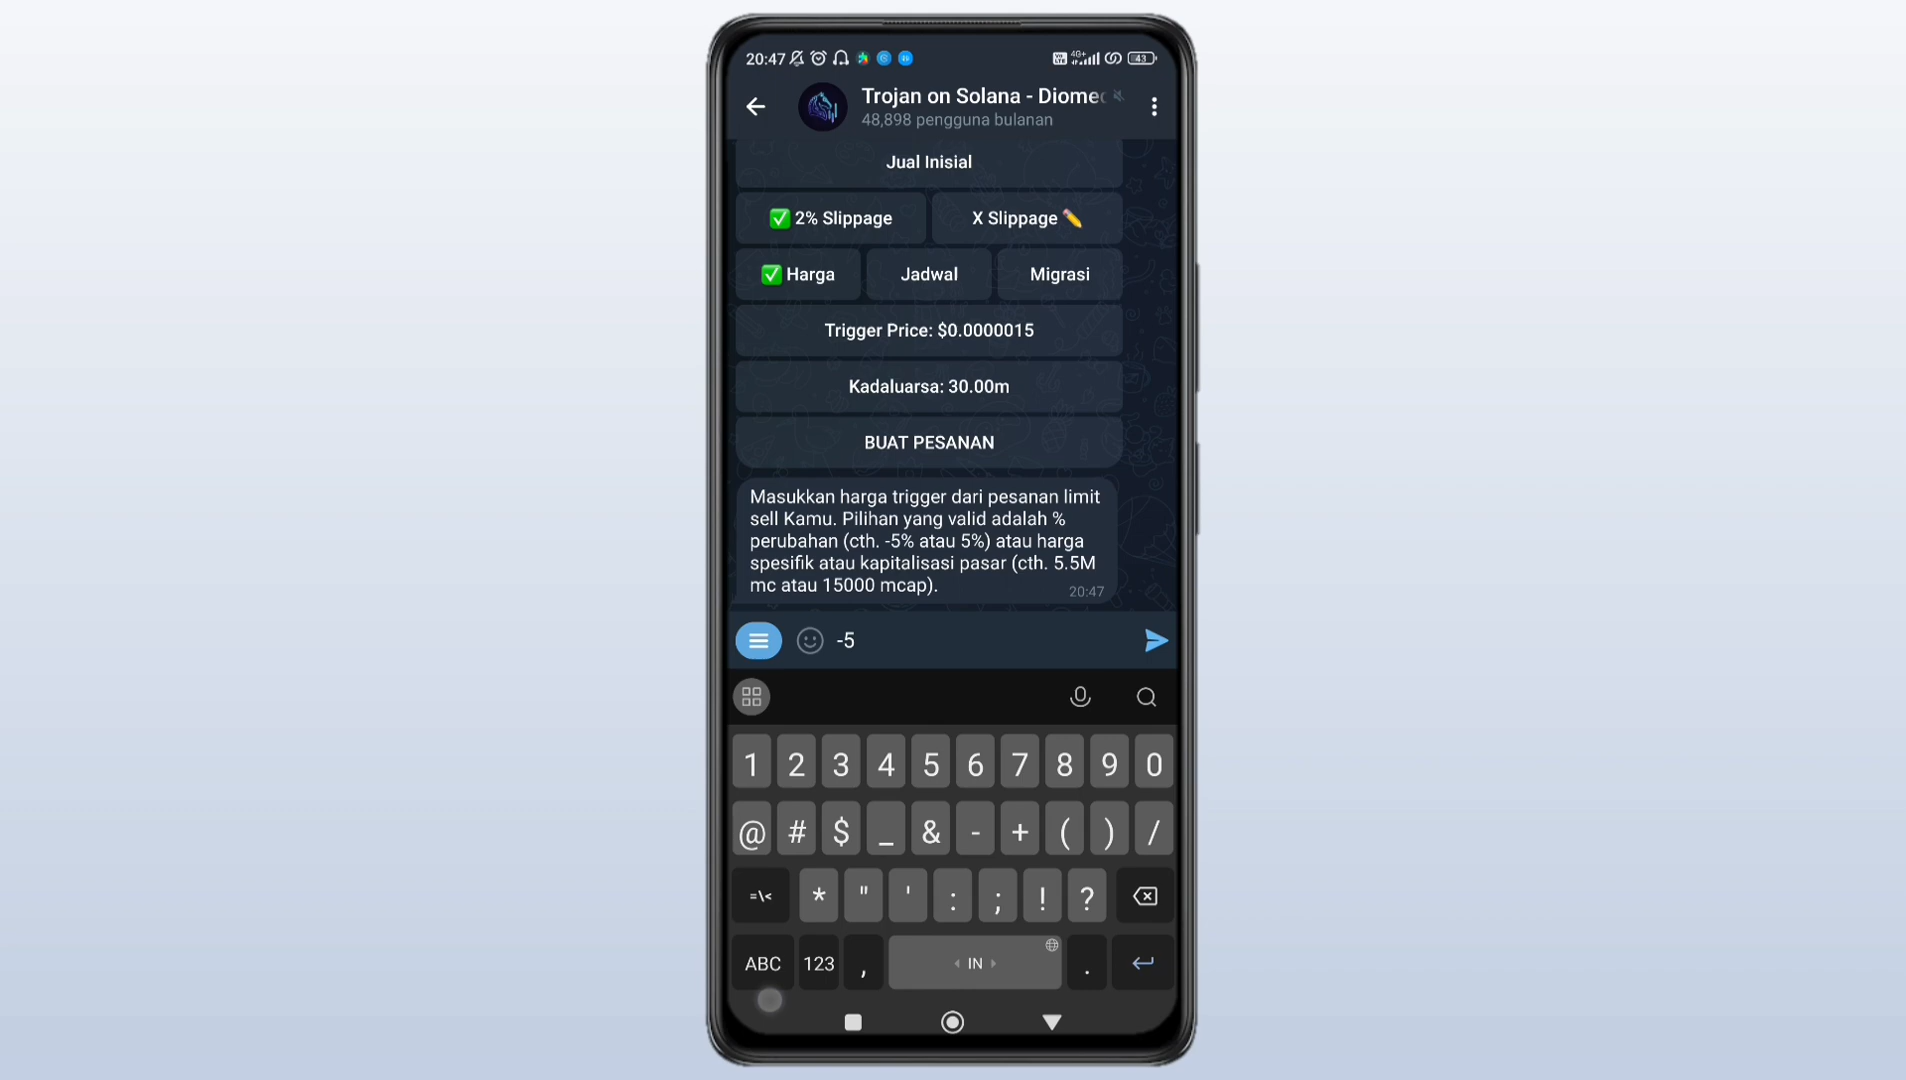 20:47
4G+
43
Trojan on Solana - Diomed
48,898 pengguna bulanan
Jual Inisial
✅ 2% Slippage
X Slippage ✏️
✅ Harga
Jadwal
Migrasi
Trigger Price: $0.0000015
Kadaluarsa: 30.00m
BUAT PESANAN
Masukkan harga trigger dari pesanan limit
sell Kamu. Pilihan yang valid adalah %
perubahan (cth. -5% atau 5%) atau harga
spesifik atau kapitalisasi pasar (cth. 5.5M
mc atau 15000 mcap).
20:47
-5
1 2 3 4 5 6 7 8 9 0
@ # $ _ & - + ( ) /
=\< * " ' : ; ! ?
ABC 123 , IN .